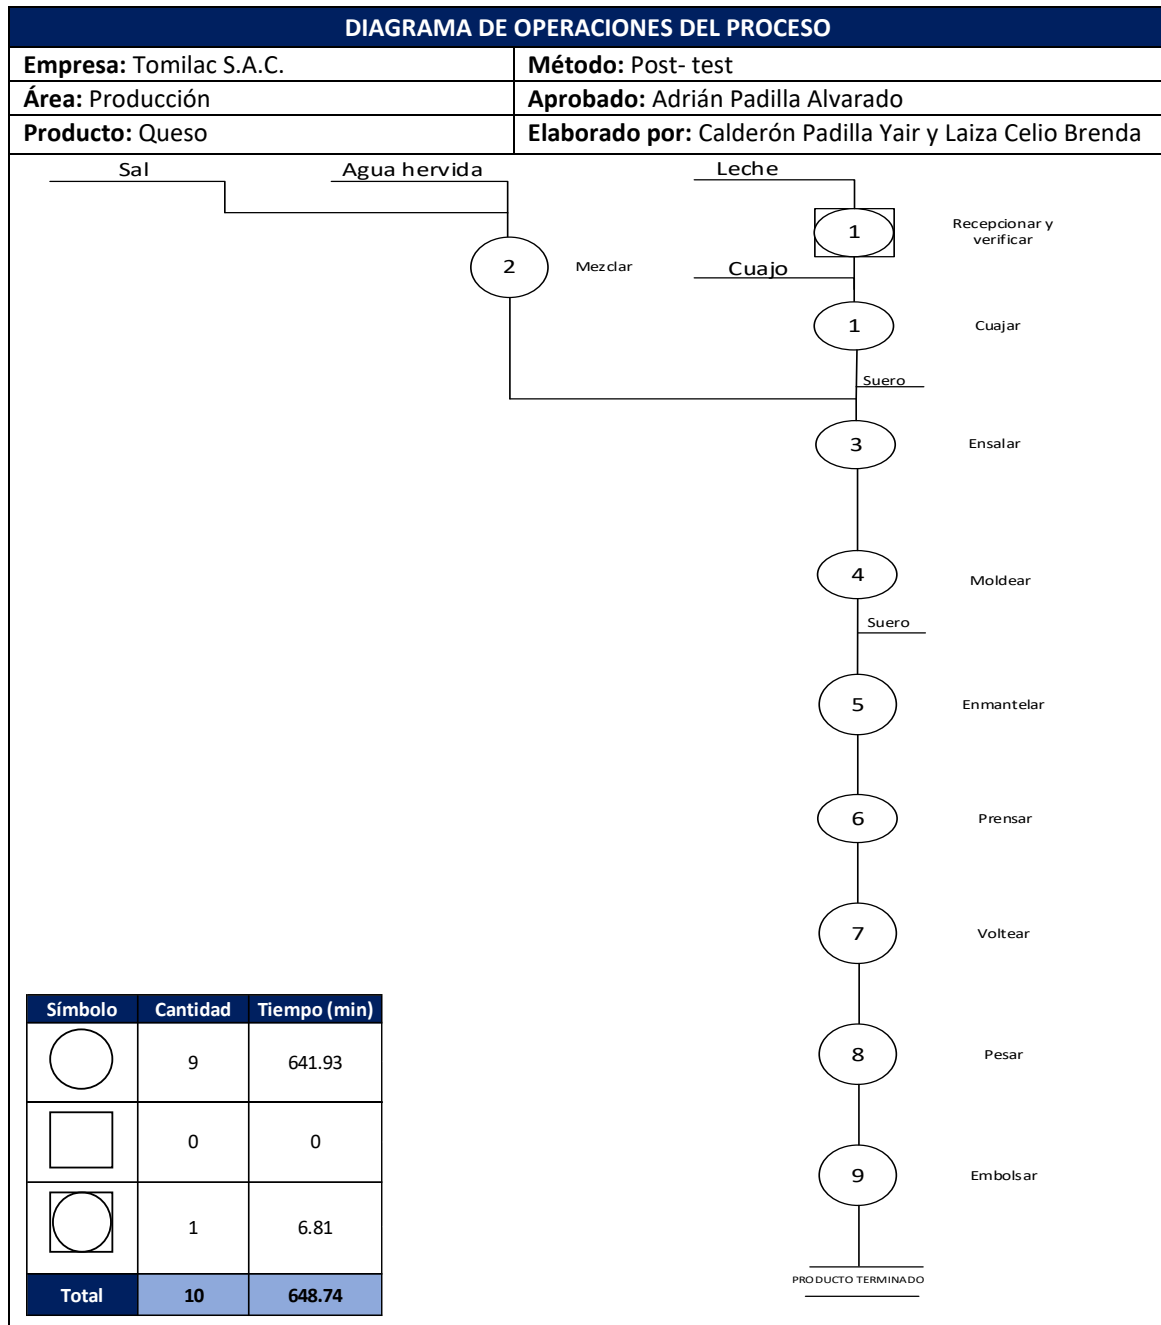 DIAGRAMA DE OPERACIONES DEL PROCESO
Empresa: Tomilac S.A.C.
Método: Post- test
Área: Producción
Aprobado: Adrián Padilla Alvarado
Producto: Queso
Elaborado por: Calderón Padilla Yair y Laiza Celio Brenda
Sal
Agua hervida
Leche
1
Recepcionar y
verificar
2
Mezclar
Cuajo
1
Cuajar
Suero
3
Ensalar
4
Moldear
Suero
5
Enmantelar
6
Prensar
7
Voltear
8
Pesar
9
Embolsar
PRODUCTO TERMINADO
Símbolo Cantidad Tiempo (min)
9 641.93
0 0
1 6.81
Total 10 648.74